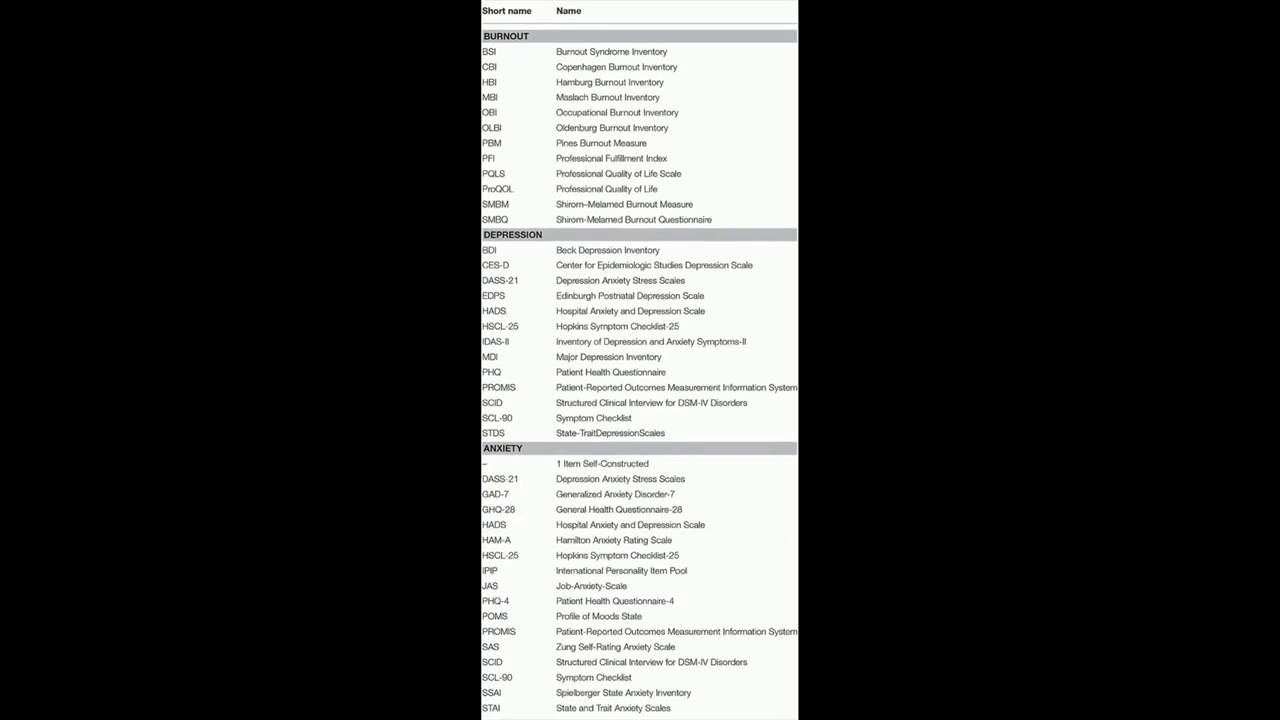 Short name Name
BURNOUT
BSI Burnout Syndrome Inventory
CBI Copenhagen Burnout Inventory
HBI Hamburg Burnout Inventory
MBI Maslach Burnout Inventory
OBI Occupational Burnout Inventory
OLBI Oldenburg Burnout Inventory
PBM Pines Burnout Measure
PFI Professional Fulfillment Index
PQLS Professional Quality of Life Scale
ProQOL Professional Quality of Life
SMBM Shirom–Melamed Burnout Measure
SMBQ Shirom-Melamed Burnout Questionnaire
DEPRESSION
BDI Beck Depression Inventory
CES-D Center for Epidemiologic Studies Depression Scale
DASS-21 Depression Anxiety Stress Scales
EDPS Edinburgh Postnatal Depression Scale
HADS Hospital Anxiety and Depression Scale
HSCL-25 Hopkins Symptom Checklist-25
IDAS-II Inventory of Depression and Anxiety Symptoms-II
MDI Major Depression Inventory
PHQ Patient Health Questionnaire
PROMIS Patient-Reported Outcomes Measurement Information System
SCID Structured Clinical Interview for DSM-IV Disorders
SCL-90 Symptom Checklist
STDS State-TraitDepressionScales
ANXIETY
– 1 Item Self-Constructed
DASS-21 Depression Anxiety Stress Scales
GAD-7 Generalized Anxiety Disorder-7
GHQ-28 General Health Questionnaire-28
HADS Hospital Anxiety and Depression Scale
HAM-A Hamilton Anxiety Rating Scale
HSCL-25 Hopkins Symptom Checklist-25
IPIP International Personality Item Pool
JAS Job-Anxiety-Scale
PHQ-4 Patient Health Questionnaire-4
POMS Profile of Moods State
PROMIS Patient-Reported Outcomes Measurement Information System
SAS Zung Self-Rating Anxiety Scale
SCID Structured Clinical Interview for DSM-IV Disorders
SCL-90 Symptom Checklist
SSAI Spielberger State Anxiety Inventory
STAI State and Trait Anxiety Scales